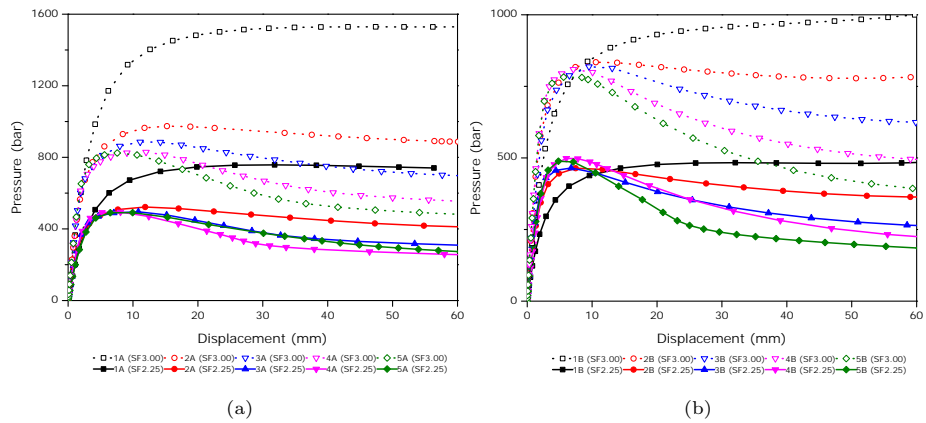 1600
1200
800
400
0
Pressure (bar)
0 10 20 30 40 50 60
Displacement (mm)
1A (SF3.00) 2A (SF3.00) 3A (SF3.00) 4A (SF3.00) 5A (SF3.00)
1A (SF2.25) 2A (SF2.25) 3A (SF2.25) 4A (SF2.25) 5A (SF2.25)
(a)
1000
500
0
Pressure (bar)
0 10 20 30 40 50 60
Displacement (mm)
1B (SF3.00) 2B (SF3.00) 3B (SF3.00) 4B (SF3.00) 5B (SF3.00)
1B (SF2.25) 2B (SF2.25) 3B (SF2.25) 4B (SF2.25) 5B (SF2.25)
(b)